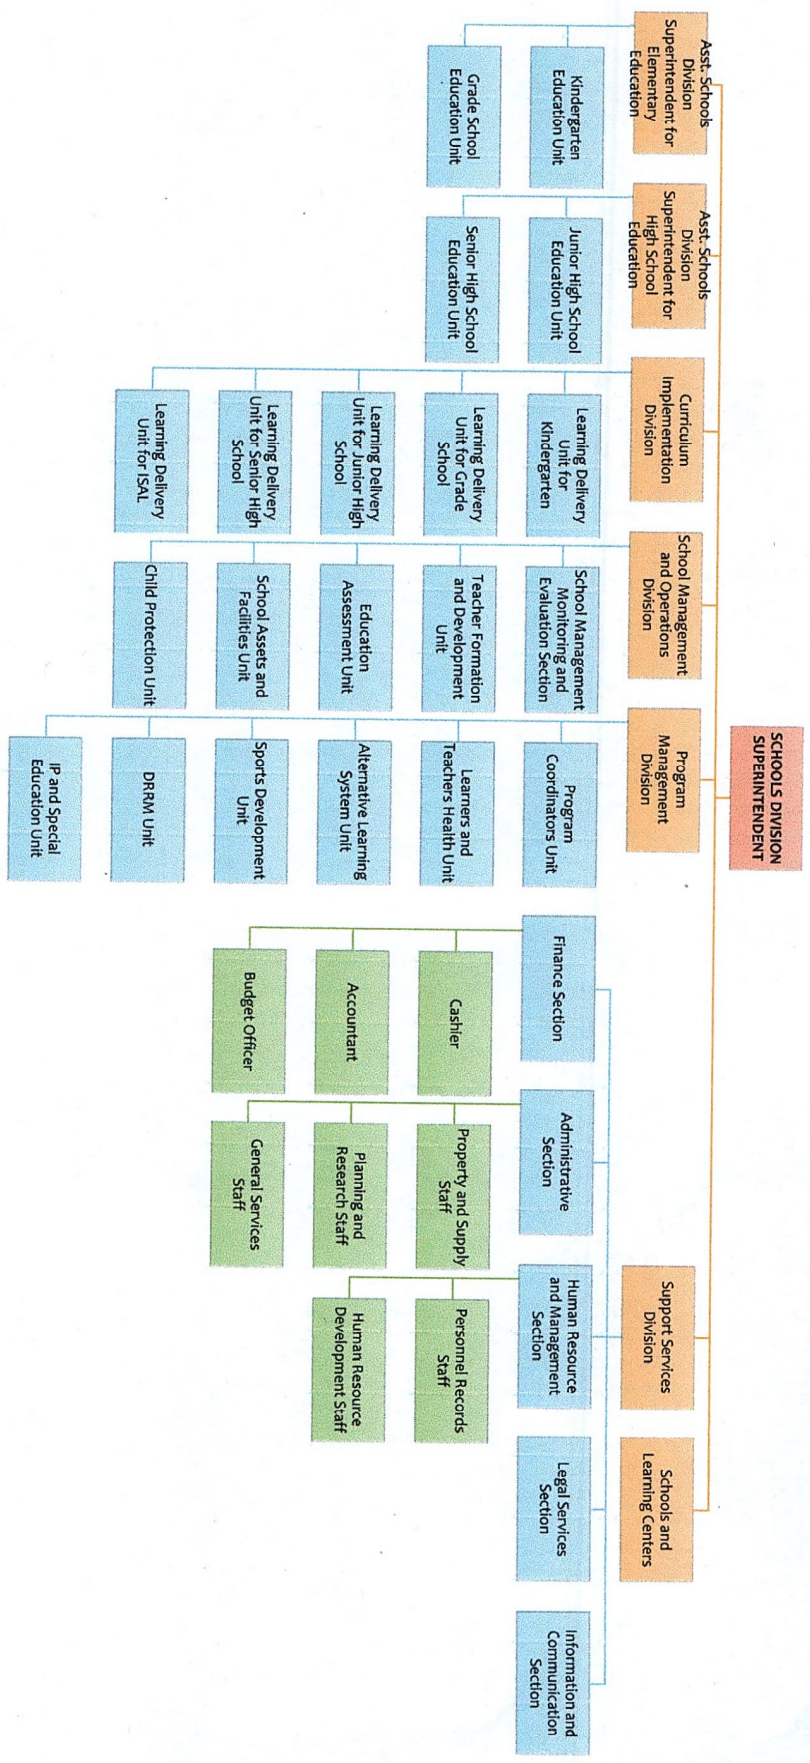 SCHOOLS DIVISION
SUPERINTENDENT
Asst. Schools
Division
Superintendent for
Elementary
Education
Kindergarten
Education Unit
Grade School
Education Unit
Asst. Schools
Division
Superintendent for
High School
Education
Junior High School
Education Unit
Senior High School
Education Unit
Curriculum
Implementation
Division
Learning Delivery
Unit for
Kindergarten
Learning Delivery
Unit for Grade
School
Learning Delivery
Unit for Junior High
School
Learning Delivery
Unit for Senior High
School
Learning Delivery
Unit for ISAL
School Management
and Operations
Division
School Management
Monitoring and
Evaluation Section
Teacher Formation
and Development
Unit
Education
Assessment Unit
School Assets and
Facilities Unit
Child Protection Unit
Program
Management
Division
Program
Coordinators Unit
Learners and
Teachers Health Unit
Alternative Learning
System Unit
Sports Development
Unit
DRRM Unit
IP and Special
Education Unit
Support Services
Division
Finance Section
Cashier
Accountant
Budget Officer
Administrative
Section
Property and Supply
Staff
Planning and
Research Staff
General Services
Staff
Human Resource
and Management
Section
Personnel Records
Staff
Human Resource
Development Staff
Legal Services
Section
Information and
Communication
Section
Schools and
Learning Centers